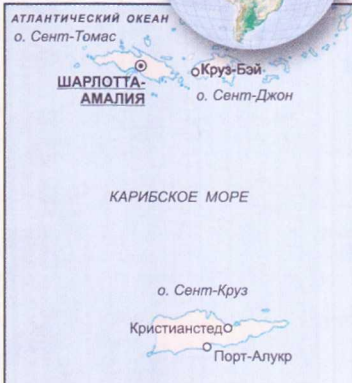 АТЛАНТИЧЕСКИЙ ОКЕАН
о. Сент-Томас
Круз-Бэй
ШАРЛОТТА-
АМАЛИЯ
о. Сент-Джон
КАРИБСКОЕ МОРЕ
о. Сент-Круз
Кристианстед
Порт-Алукр